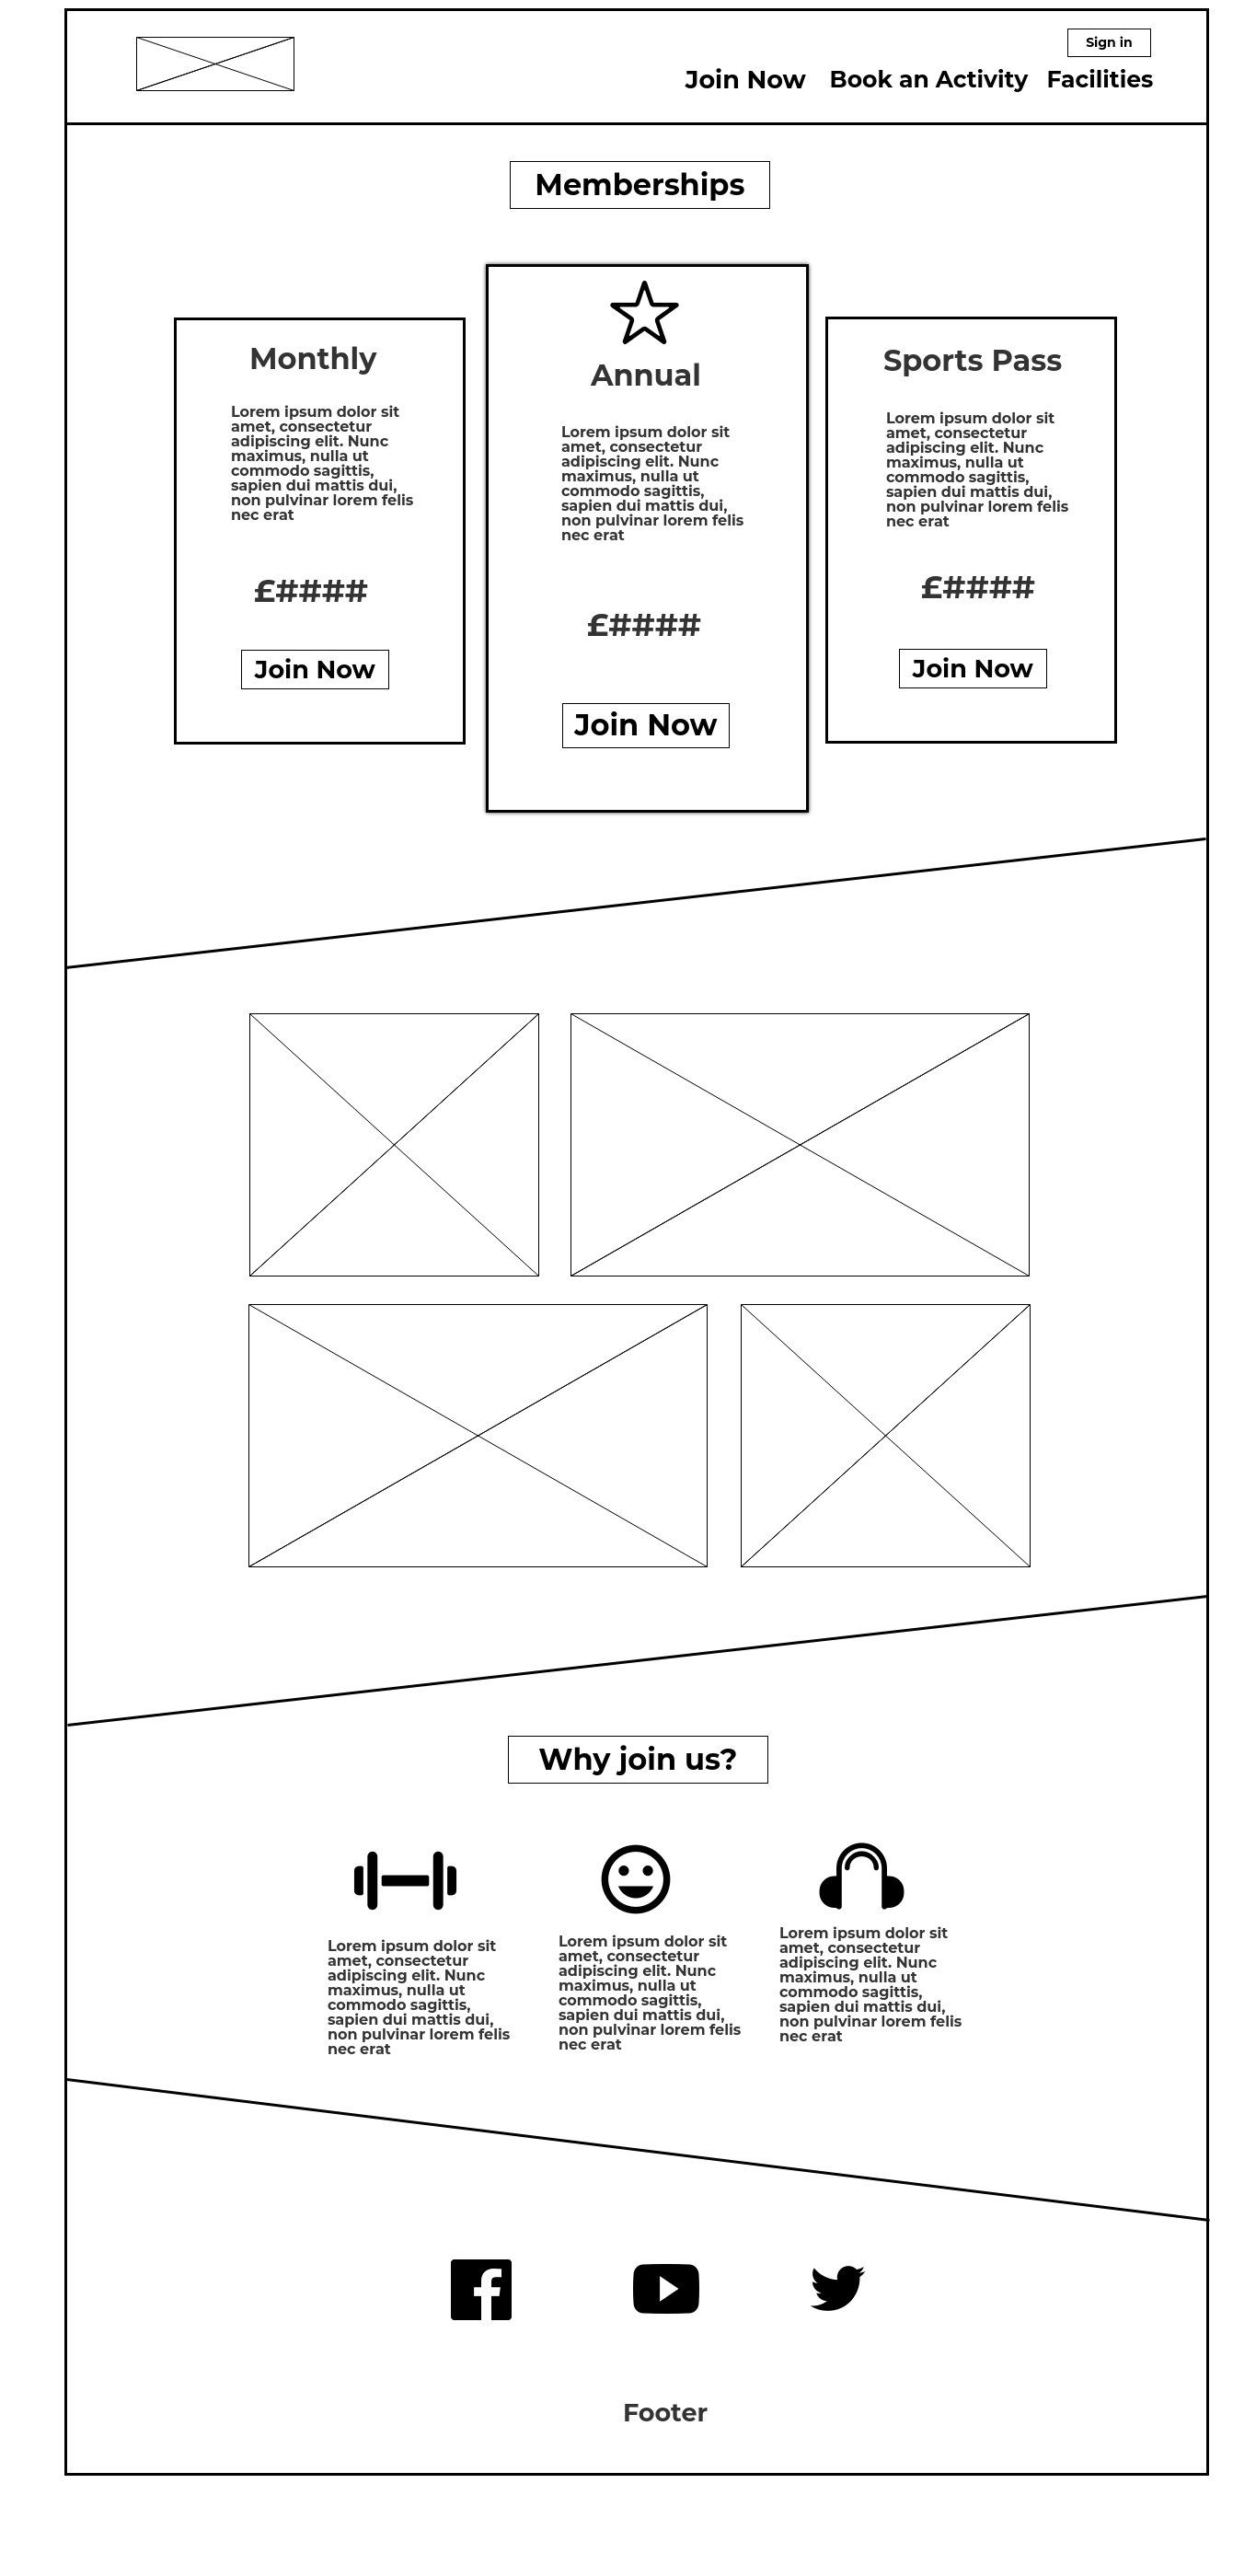 Sign in
Join Now Book an Activity Facilities
Memberships
Monthly
Lorem ipsum dolor sit
amet, consectetur
adipiscing elit. Nunc
maximus, nulla ut
commodo sagittis,
sapien dui mattis dui,
non pulvinar lorem felis
nec erat
£####
Join Now
Annual
Lorem ipsum dolor sit
amet, consectetur
adipiscing elit. Nunc
maximus, nulla ut
commodo sagittis,
sapien dui mattis dui,
non pulvinar lorem felis
nec erat
£####
Join Now
Sports Pass
Lorem ipsum dolor sit
amet, consectetur
adipiscing elit. Nunc
maximus, nulla ut
commodo sagittis,
sapien dui mattis dui,
non pulvinar lorem felis
nec erat
£####
Join Now
Why join us?
Lorem ipsum dolor sit
amet, consectetur
adipiscing elit. Nunc
maximus, nulla ut
commodo sagittis,
sapien dui mattis dui,
non pulvinar lorem felis
nec erat
Lorem ipsum dolor sit
amet, consectetur
adipiscing elit. Nunc
maximus, nulla ut
commodo sagittis,
sapien dui mattis dui,
non pulvinar lorem felis
nec erat
Lorem ipsum dolor sit
amet, consectetur
adipiscing elit. Nunc
maximus, nulla ut
commodo sagittis,
sapien dui mattis dui,
non pulvinar lorem felis
nec erat
Footer